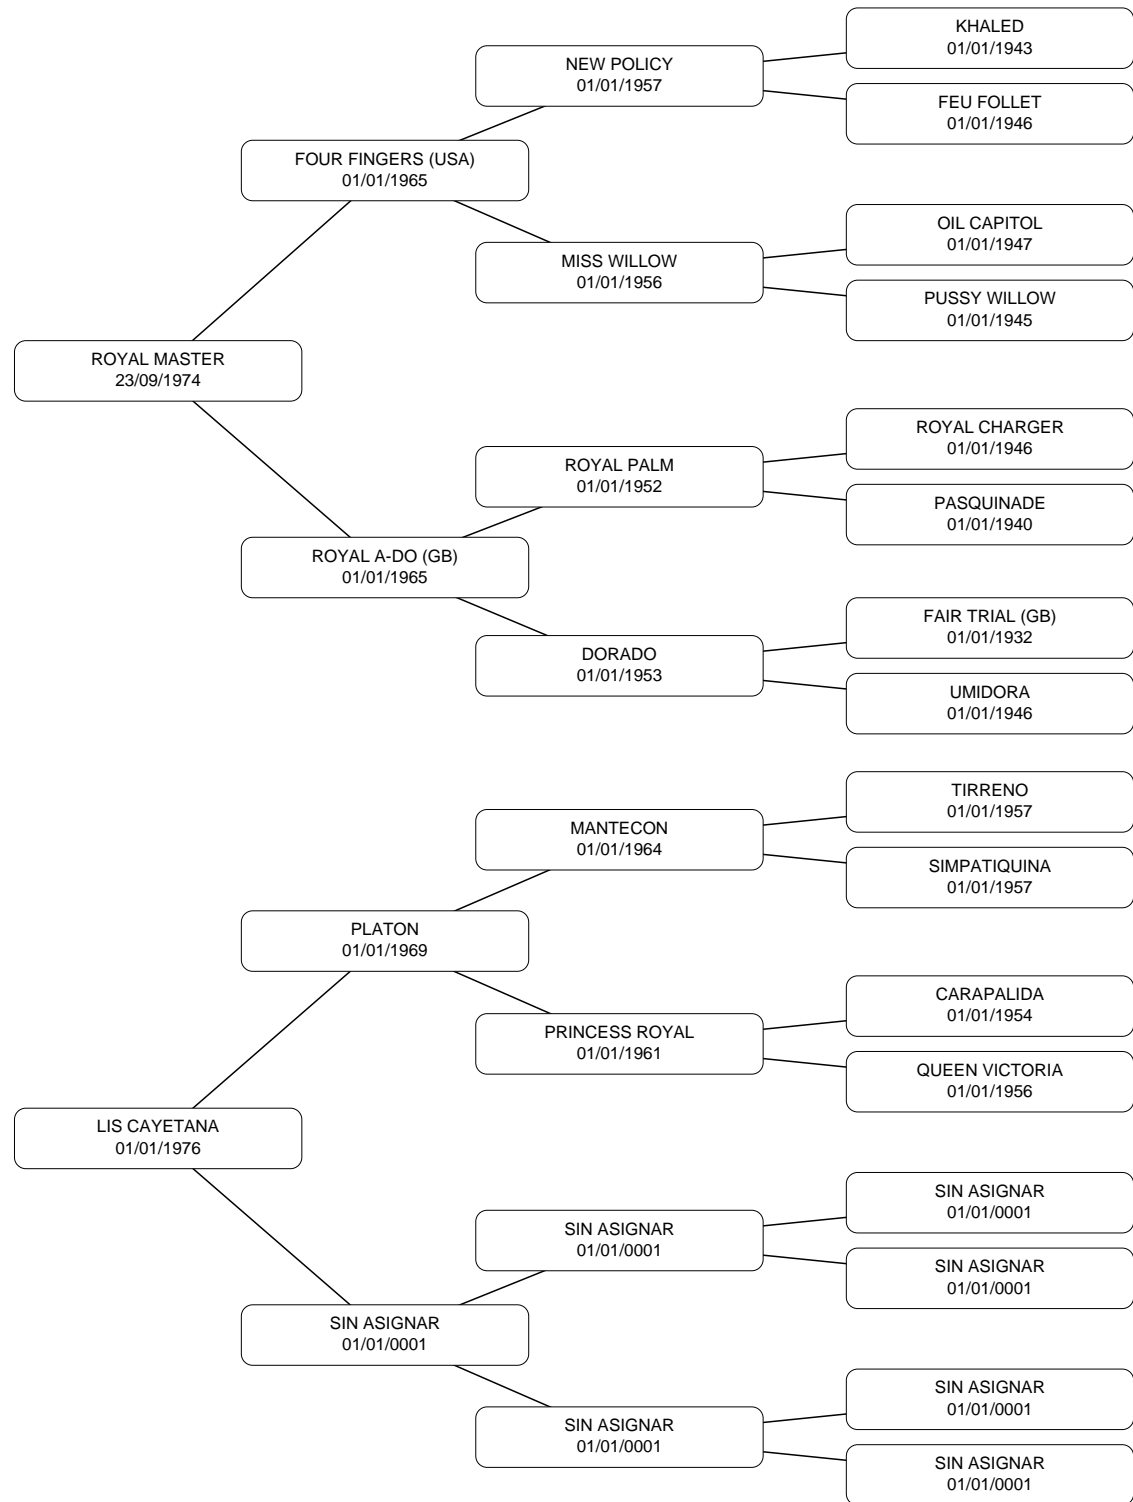 KHALED
01/01/1943
NEW POLICY
01/01/1957
FEU FOLLET
01/01/1946
FOUR FINGERS (USA)
01/01/1965
OIL CAPITOL
01/01/1947
MISS WILLOW
01/01/1956
PUSSY WILLOW
01/01/1945
ROYAL MASTER
23/09/1974
ROYAL CHARGER
01/01/1946
ROYAL PALM
01/01/1952
PASQUINADE
01/01/1940
ROYAL A-DO (GB)
01/01/1965
FAIR TRIAL (GB)
01/01/1932
DORADO
01/01/1953
UMIDORA
01/01/1946
TIRRENO
01/01/1957
MANTECON
01/01/1964
SIMPATIQUINA
01/01/1957
PLATON
01/01/1969
CARAPALIDA
01/01/1954
PRINCESS ROYAL
01/01/1961
QUEEN VICTORIA
01/01/1956
LIS CAYETANA
01/01/1976
SIN ASIGNAR
01/01/0001
SIN ASIGNAR
01/01/0001
SIN ASIGNAR
01/01/0001
SIN ASIGNAR
01/01/0001
SIN ASIGNAR
01/01/0001
SIN ASIGNAR
01/01/0001
SIN ASIGNAR
01/01/0001